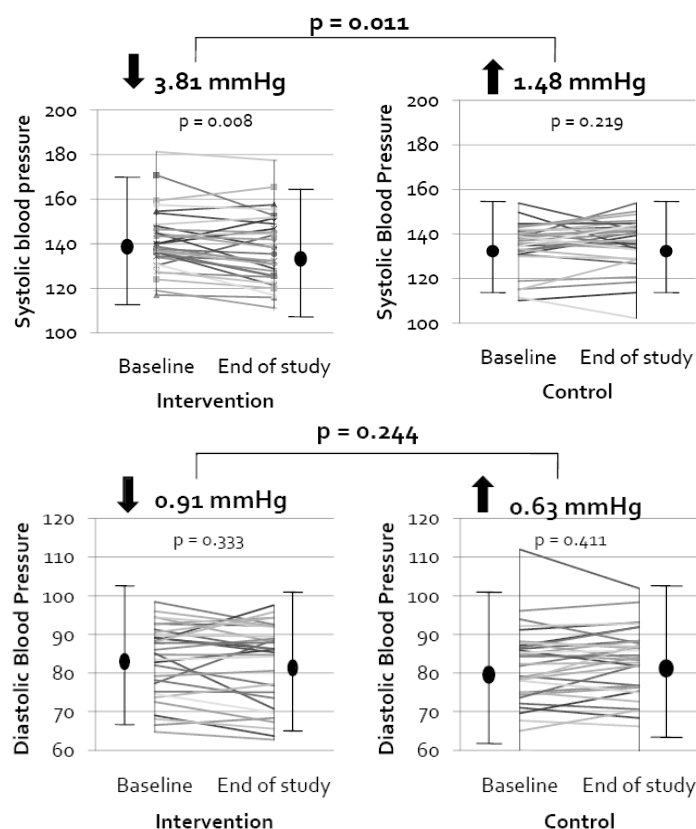 p = 0.011
3.81 mmHg
1.48 mmHg
p = 0.008
p = 0.219
Systolic blood pressure
200
180
160
140
120
100
Systolic Blood Pressure
200
180
160
140
120
100
Baseline End of study
Intervention
Baseline End of study
Control
p = 0.244
0.91 mmHg
0.63 mmHg
p = 0.333
p = 0.411
Diastolic Blood Pressure
120
110
100
90
80
70
60
Diastolic Blood Pressure
120
110
100
90
80
70
60
Baseline End of study
Intervention
Baseline End of study
Control